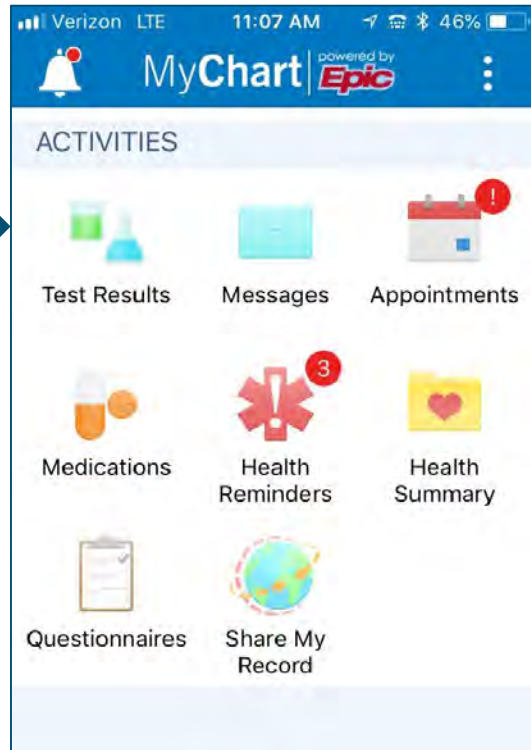 Verizon LTE 11:07 AM 46%
MyChart powered by Epic
ACTIVITIES
!
Test Results Messages Appointments
3
Medications Health Reminders Health Summary
Questionnaires Share My Record